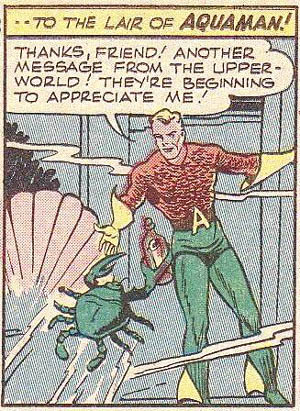 --TO THE LAIR OF AQUAMAN!
THANKS, FRIEND! ANOTHER
MESSAGE FROM THE UPPER-
WORLD! THEY'RE BEGINNING
TO APPRECIATE ME!
A